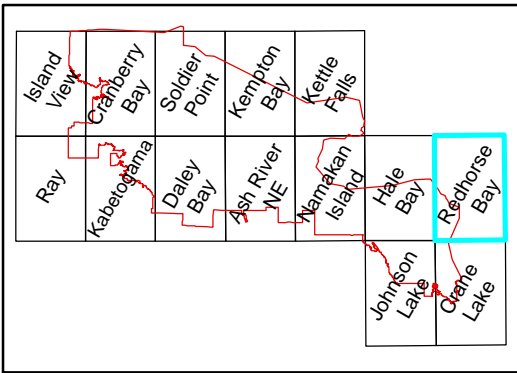 Island
View
Cranberry
Bay
Soldier
Point
Kempton
Bay
Kettle
Falls
Ray
Kabetogama
Daley
Bay
Ash River
NE
Namakan
Island
Hale
Bay
Redhorse
Bay
Johnson
Lake
Crane
Lake